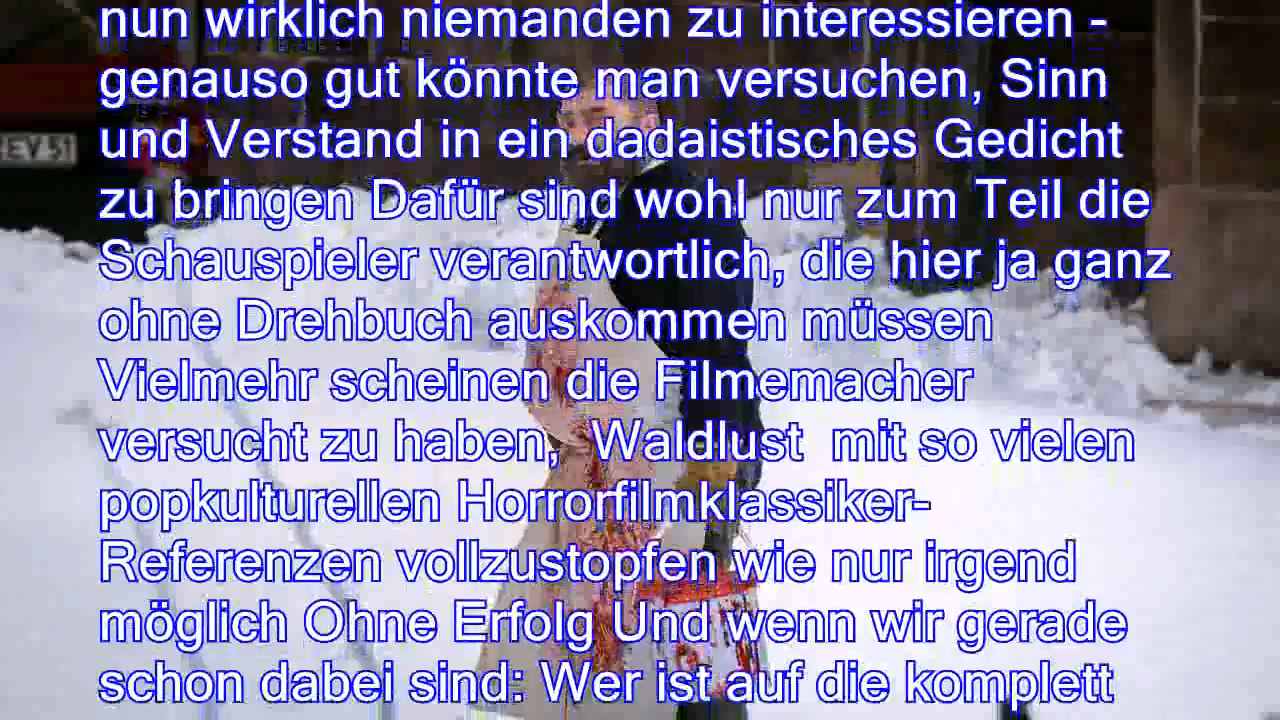 nun wirklich niemanden zu interessieren -
genauso gut könnte man versuchen, Sinn
und Verstand in ein dadaistisches Gedicht
zu bringen Dafür sind wohl nur zum Teil die
Schauspieler verantwortlich, die hier ja ganz
ohne Drehbuch auskommen müssen
Vielmehr scheinen die Filmemacher
versucht zu haben,  Waldlust  mit so vielen
popkulturellen Horrorfilmklassiker-
Referenzen vollzustopfen wie nur irgend
möglich Ohne Erfolg Und wenn wir gerade
schon dabei sind: Wer ist auf die komplett